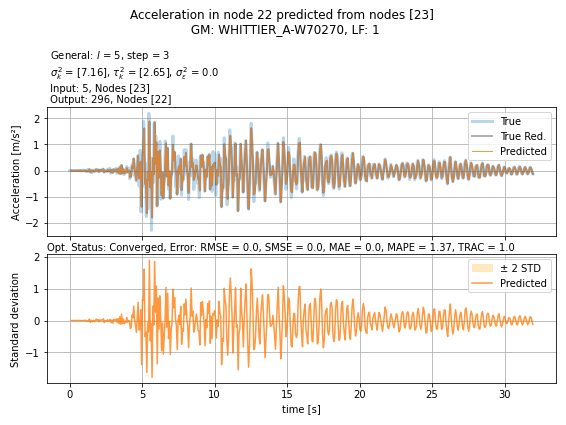 Acceleration in node 22 predicted from nodes [23]
GM: WHITTIER_A-W70270, LF: 1
General: l = 5, step = 3
σ²ₖ = [7.16], τ²ₖ = [2.65], σ²ε = 0.0
Input: 5, Nodes [23]
Output: 296, Nodes [22]
True
True Red.
Predicted
Acceleration [m/s²]
2
1
0
−1
−2
Opt. Status: Converged, Error: RMSE = 0.0, SMSE = 0.0, MAE = 0.0, MAPE = 1.37, TRAC = 1.0
± 2 STD
Predicted
Standard deviation
2
1
0
−1
0 5 10 15 20 25 30
time [s]